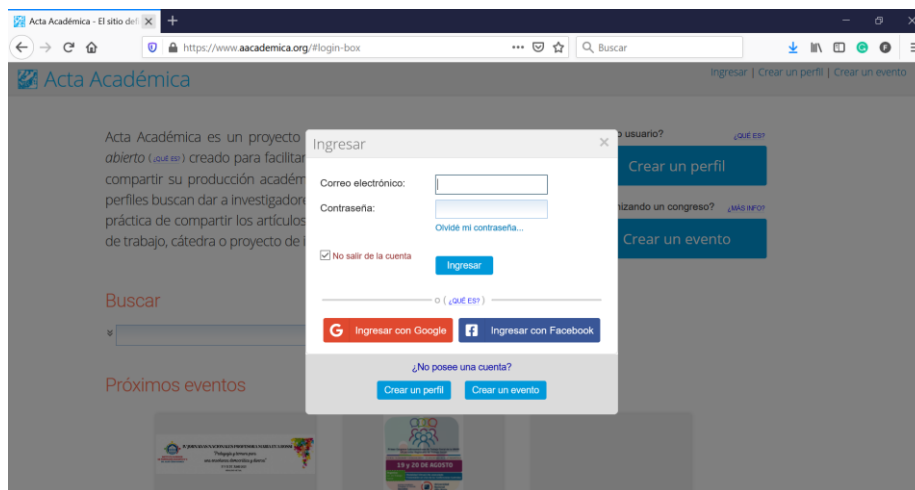 Acta Académica - El sitio defi
https://www.aacademica.org/#login-box
Buscar
Acta Académica
Ingresar | Crear un perfil | Crear un evento
Acta Académica es un proyecto
abierto (¿QUÉ ES?) creado para facilitar
compartir su producción académ
perfiles buscan dar a investigadore
práctica de compartir los artículos
de trabajo, cátedra o proyecto de i
o usuario? ¿QUÉ ES?
Crear un perfil
nizando un congreso? ¿MÁS INFO?
Crear un evento
Ingresar
Correo electrónico:
Contraseña:
Olvidé mi contraseña...
No salir de la cuenta
Ingresar
o (¿QUÉ ES?)
Ingresar con Google
Ingresar con Facebook
¿No posee una cuenta?
Crear un perfil
Crear un evento
Buscar
Próximos eventos
19 y 20 DE AGOSTO